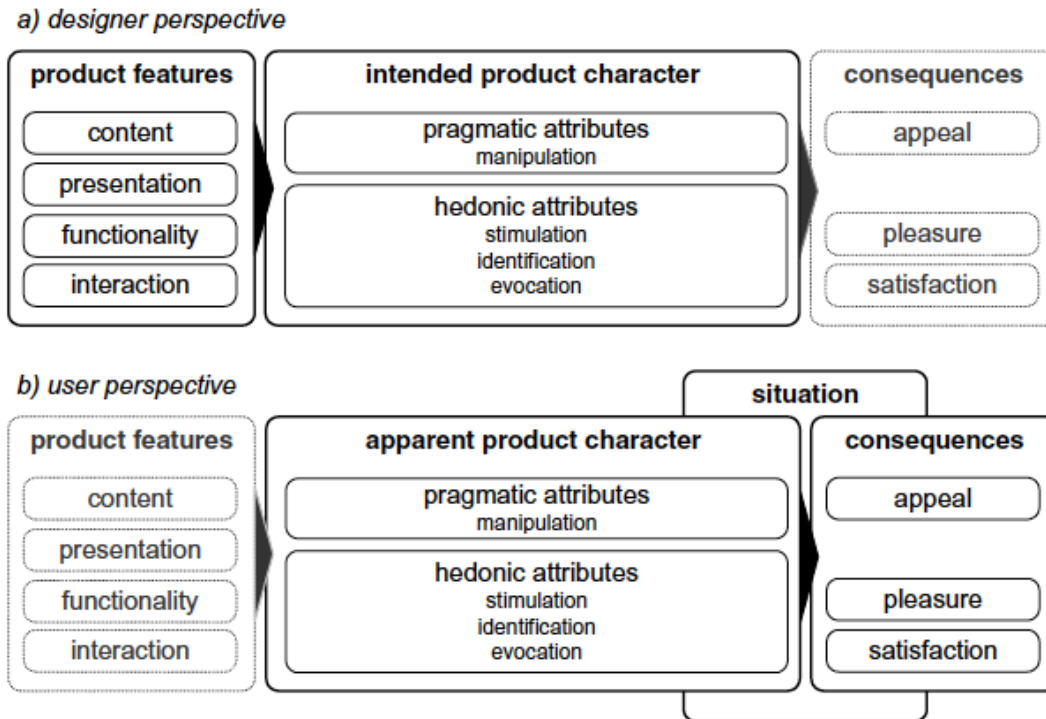 a) designer perspective
product features
content
presentation
functionality
interaction
intended product character
pragmatic attributes
manipulation
hedonic attributes
stimulation
identification
evocation
consequences
appeal
pleasure
satisfaction
b) user perspective
product features
content
presentation
functionality
interaction
apparent product character
pragmatic attributes
manipulation
hedonic attributes
stimulation
identification
evocation
situation
consequences
appeal
pleasure
satisfaction